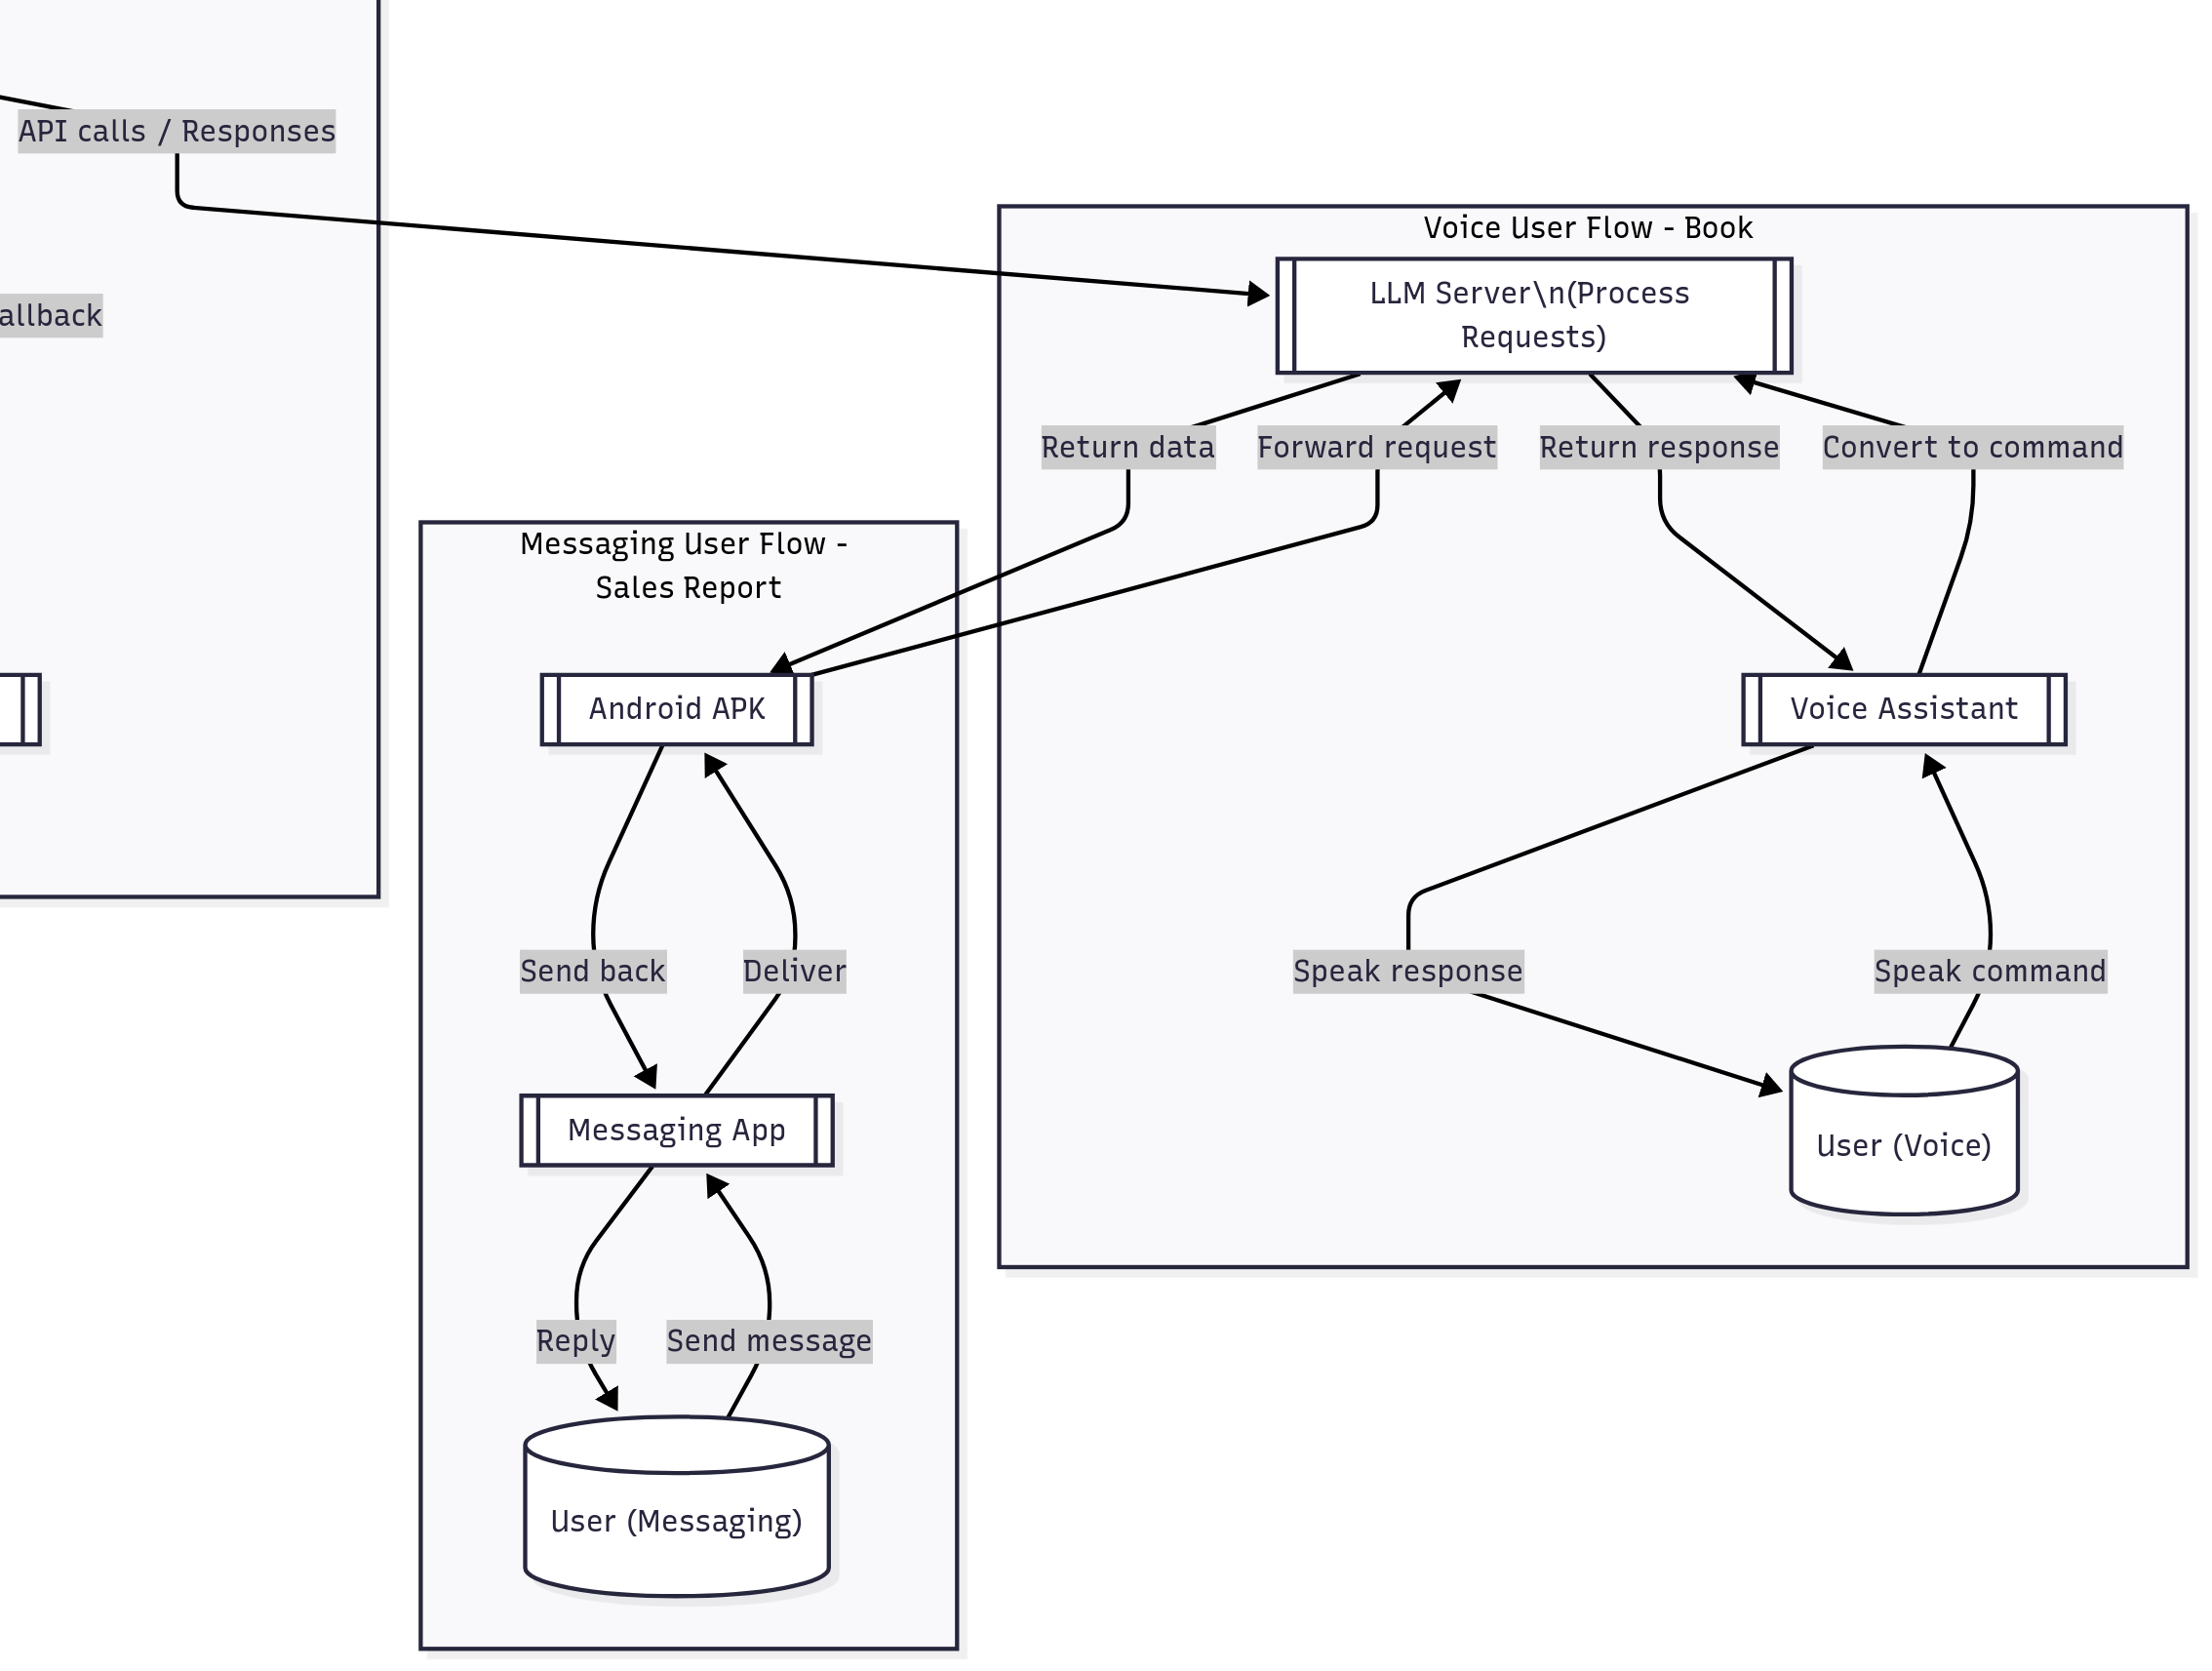 API calls / Responses
allback
Voice User Flow - Book
LLM Server\n(Process
Requests)
Return data
Forward request
Return response
Convert to command
Messaging User Flow -
Sales Report
Android APK
Voice Assistant
Send back
Deliver
Speak response
Speak command
Messaging App
User (Voice)
Reply
Send message
User (Messaging)